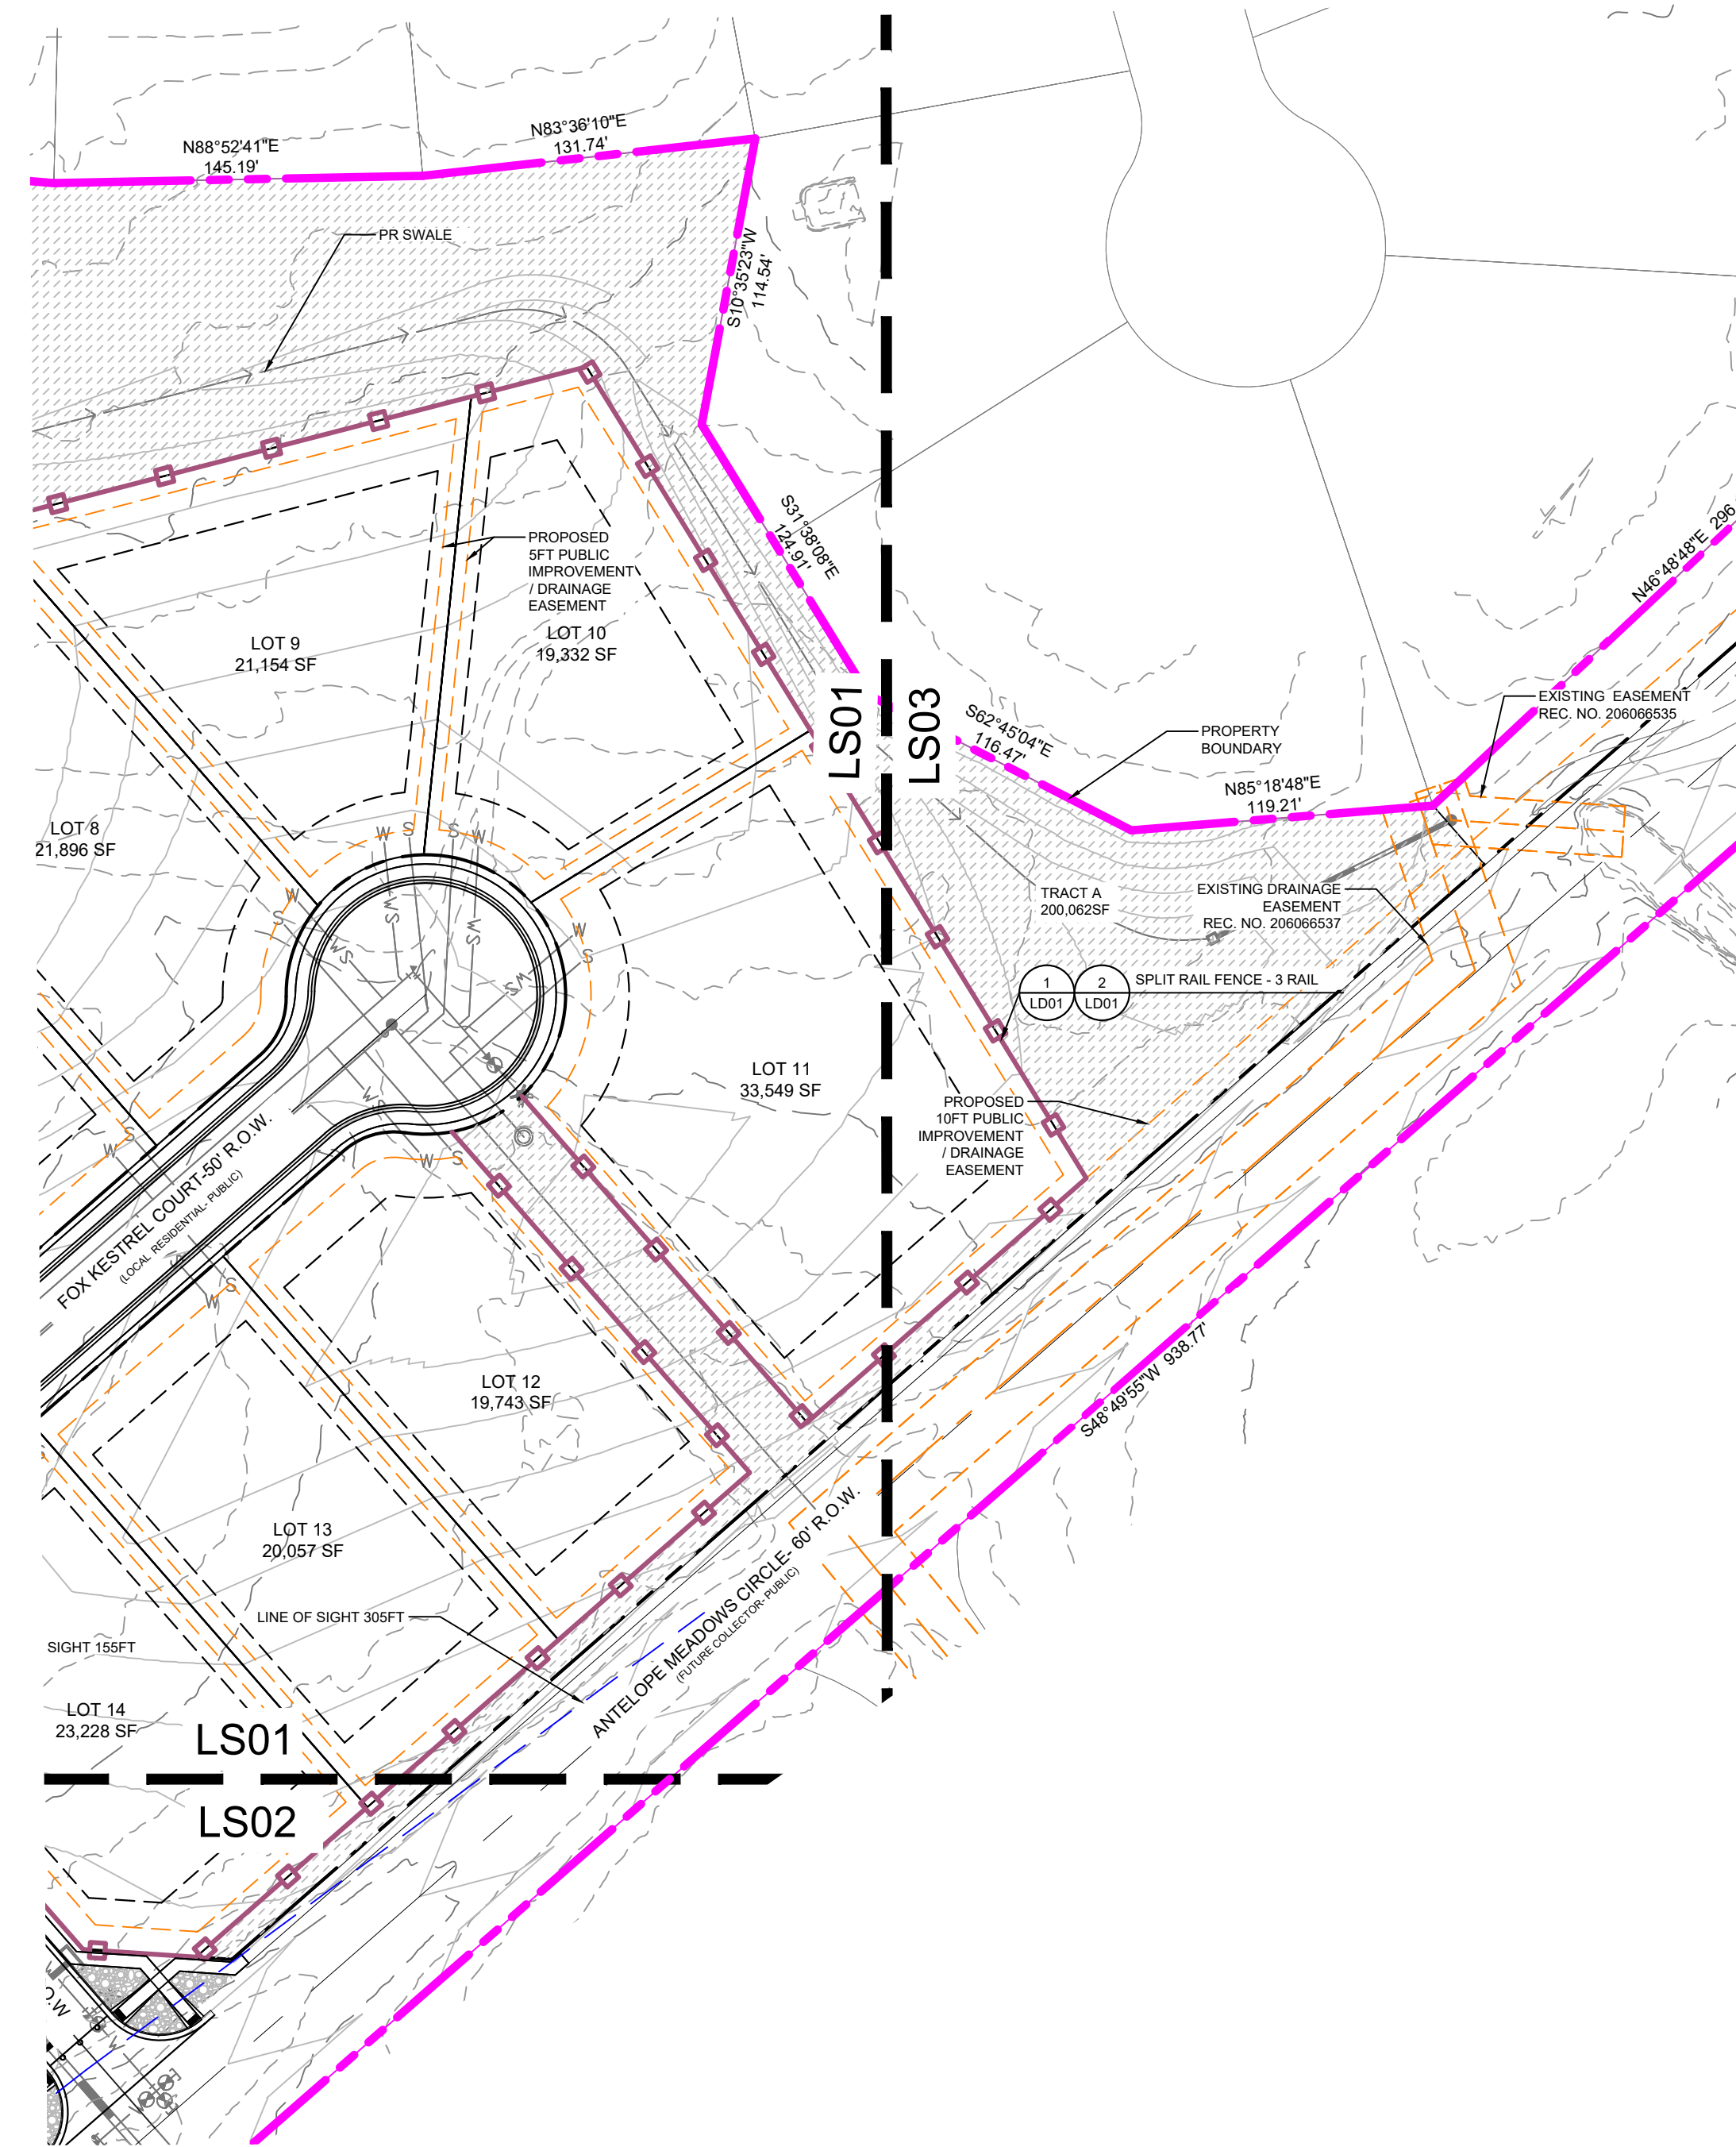 N88°52'41"E
145.19'
N83°36'10"E
131.74'
PR SWALE
S10°35'23"W
114.54'
S31°38'08"E
124.91'
N46°48'48"E 296
PROPOSED
5FT PUBLIC
IMPROVEMENT
/ DRAINAGE
EASEMENT
LOT 9
21,154 SF
LOT 10
19,332 SF
LS01
LS03
S62°45'04"E
116.47'
PROPERTY
BOUNDARY
EXISTING EASEMENT
REC. NO. 206066535
N85°18'48"E
119.21'
LOT 8
21,896 SF
TRACT A
200,062SF
EXISTING DRAINAGE
EASEMENT
REC. NO. 206066537
1
LD01
2
LD01
SPLIT RAIL FENCE - 3 RAIL
LOT 11
33,549 SF
PROPOSED
10FT PUBLIC
IMPROVEMENT
/ DRAINAGE
EASEMENT
FOX KESTREL COURT-50' R.O.W.
(LOCAL RESIDENTIAL- PUBLIC)
W S
W S
W S
W S
W S
W S
W S
S48°49'55"W 938.77'
LOT 12
19,743 SF
LOT 13
20,057 SF
LINE OF SIGHT 305FT
SIGHT 155FT
ANTELOPE MEADOWS CIRCLE- 60' R.O.W.
(FUTURE COLLECTOR- PUBLIC)
LOT 14
23,228 SF
LS01
LS02
O.W